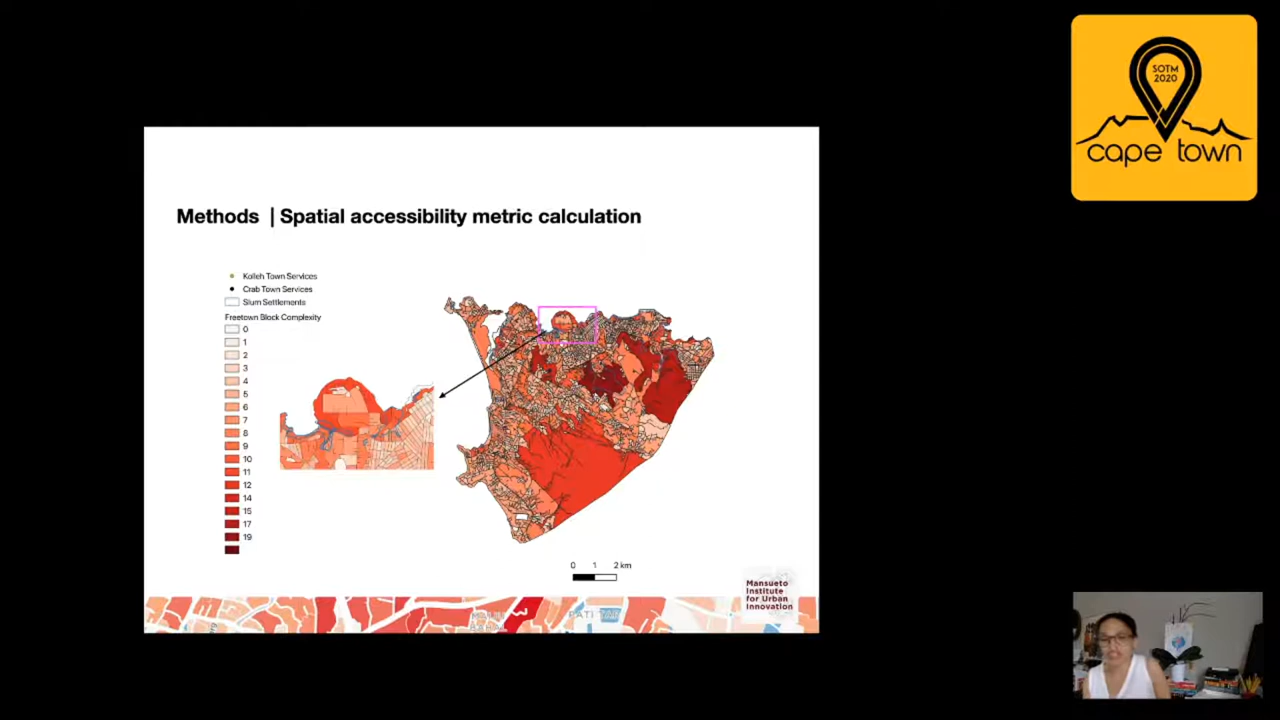 SOTM
2020
cape town
Methods | Spatial accessibility metric calculation
Kolleh Town Services
Crab Town Services
Slum Settlements
Freetown Block Complexity
0
1
2
3
4
5
6
7
8
9
10
11
12
14
15
17
19
0 1 2 km
Mansueto
Institute
for Urban
Innovation